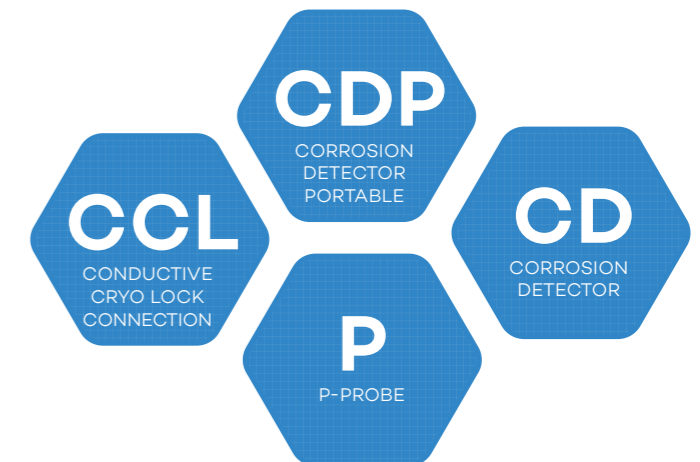 CDP
CORROSION
DETECTOR
PORTABLE
CCL
CONDUCTIVE
CRYO LOCK
CONNECTION
CD
CORROSION
DETECTOR
P
P-PROBE